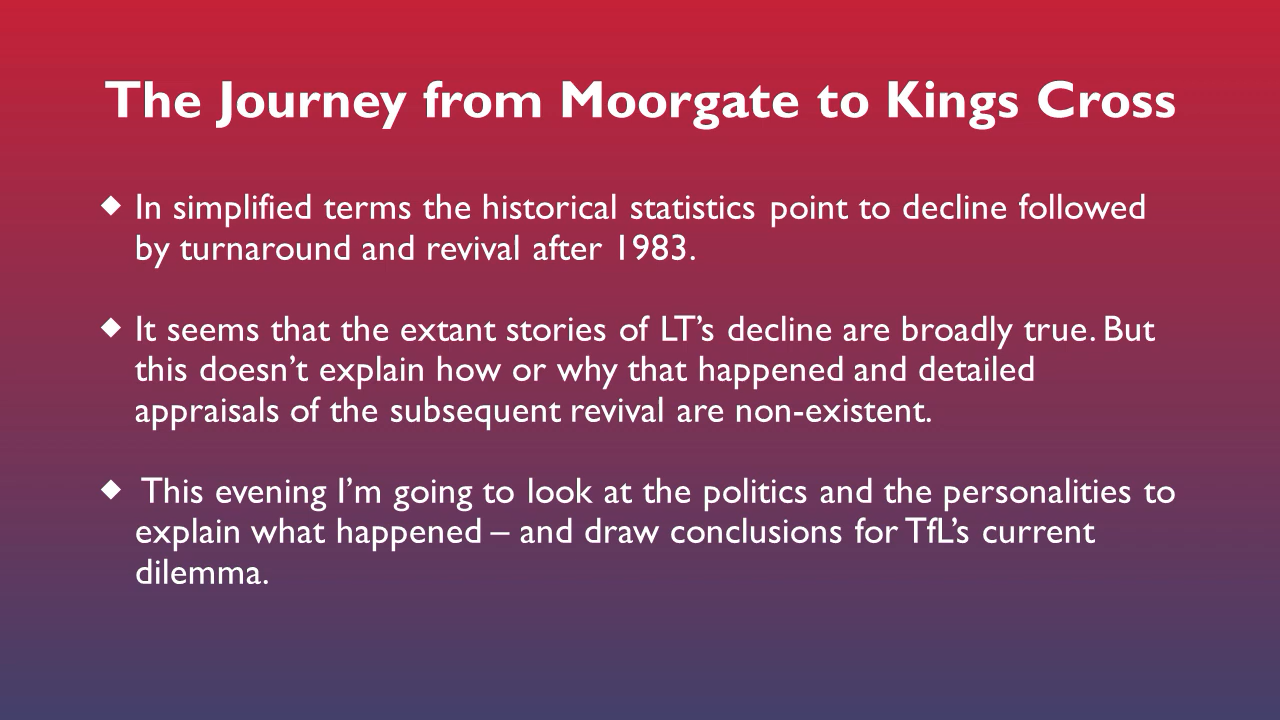 The Journey from Moorgate to Kings Cross
◆ In simplified terms the historical statistics point to decline followed
by turnaround and revival after 1983.
◆ It seems that the extant stories of LT’s decline are broadly true. But
this doesn’t explain how or why that happened and detailed
appraisals of the subsequent revival are non-existent.
◆ This evening I’m going to look at the politics and the personalities to
explain what happened – and draw conclusions for TfL’s current
dilemma.